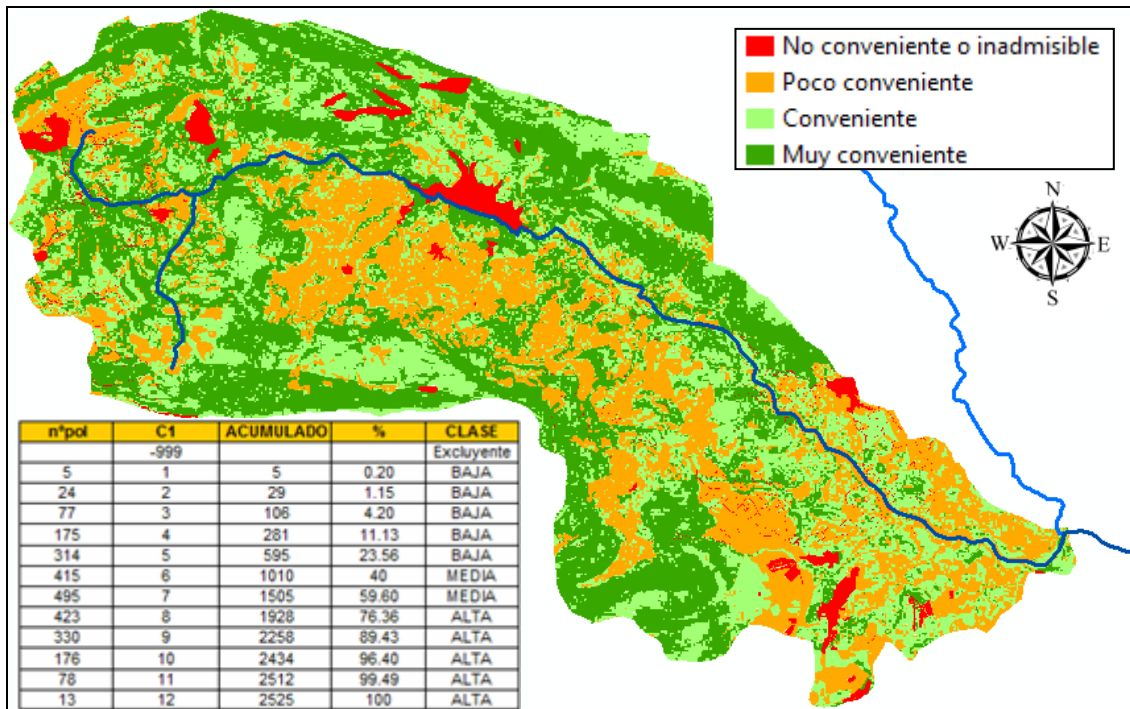 No conveniente o inadmisible
Poco conveniente
Conveniente
Muy conveniente
N
W E
S
nºpol C1 ACUMULADO % CLASE
-999 Excluyente
5 1 5 0.20 BAJA
24 2 29 1.15 BAJA
77 3 106 4.20 BAJA
175 4 281 11.13 BAJA
314 5 595 23.56 BAJA
415 6 1010 40 MEDIA
495 7 1505 59.60 MEDIA
423 8 1928 76.36 ALTA
330 9 2258 89.43 ALTA
176 10 2434 96.40 ALTA
78 11 2512 99.49 ALTA
13 12 2525 100 ALTA